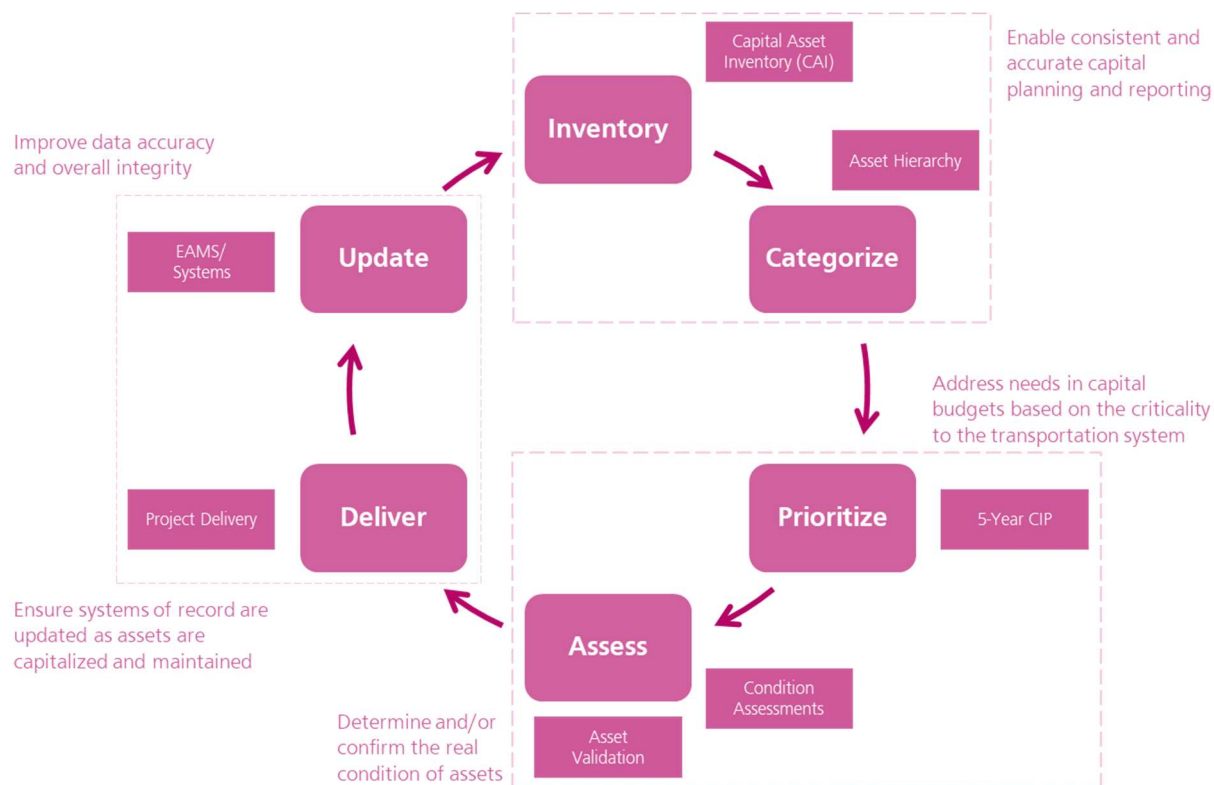 Capital Asset
Inventory (CAI)
Enable consistent and
accurate capital
planning and reporting
Inventory
Asset Hierarchy
Categorize
Improve data accuracy
and overall integrity
EAMS/
Systems
Update
Address needs in capital
budgets based on the criticality
to the transportation system
Project Delivery
Deliver
Prioritize
5-Year CIP
Ensure systems of record are
updated as assets are
capitalized and maintained
Assess
Condition
Assessments
Asset
Validation
Determine and/or
confirm the real
condition of assets